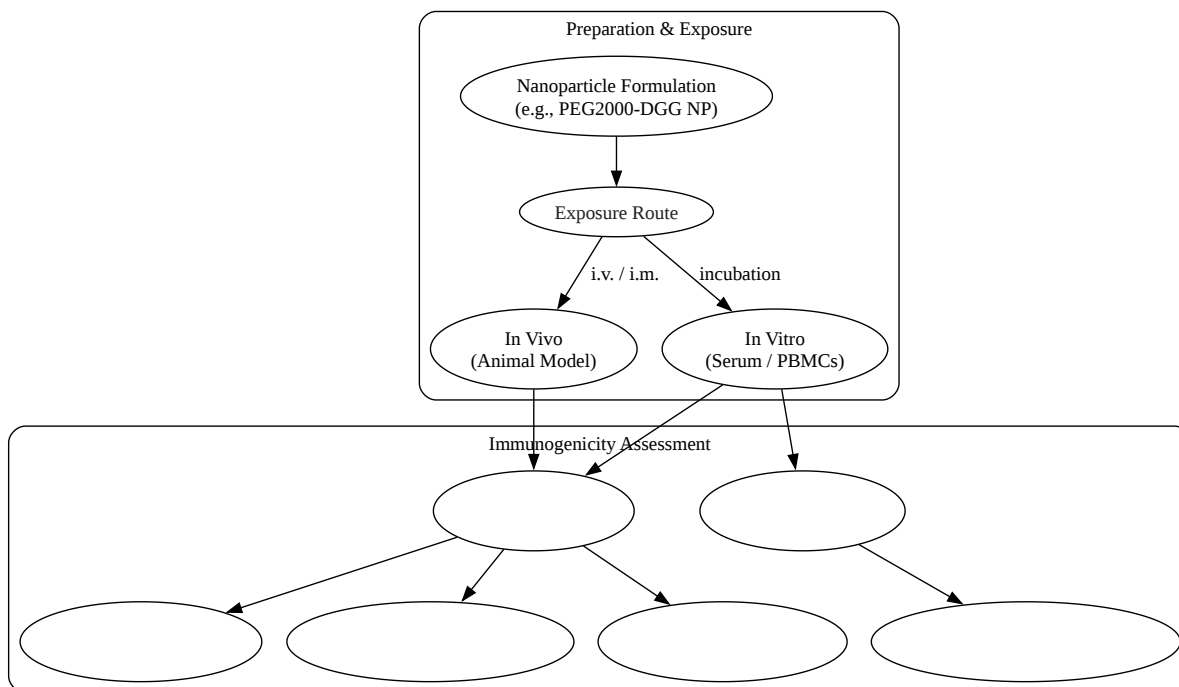 Preparation & Exposure
Nanoparticle Formulation
(e.g., PEG2000-DGG NP)
Exposure Route
i.v. / i.m.
incubation
In Vivo
(Animal Model)
In Vitro
(Serum / PBMCs)
Immunogenicity Assessment